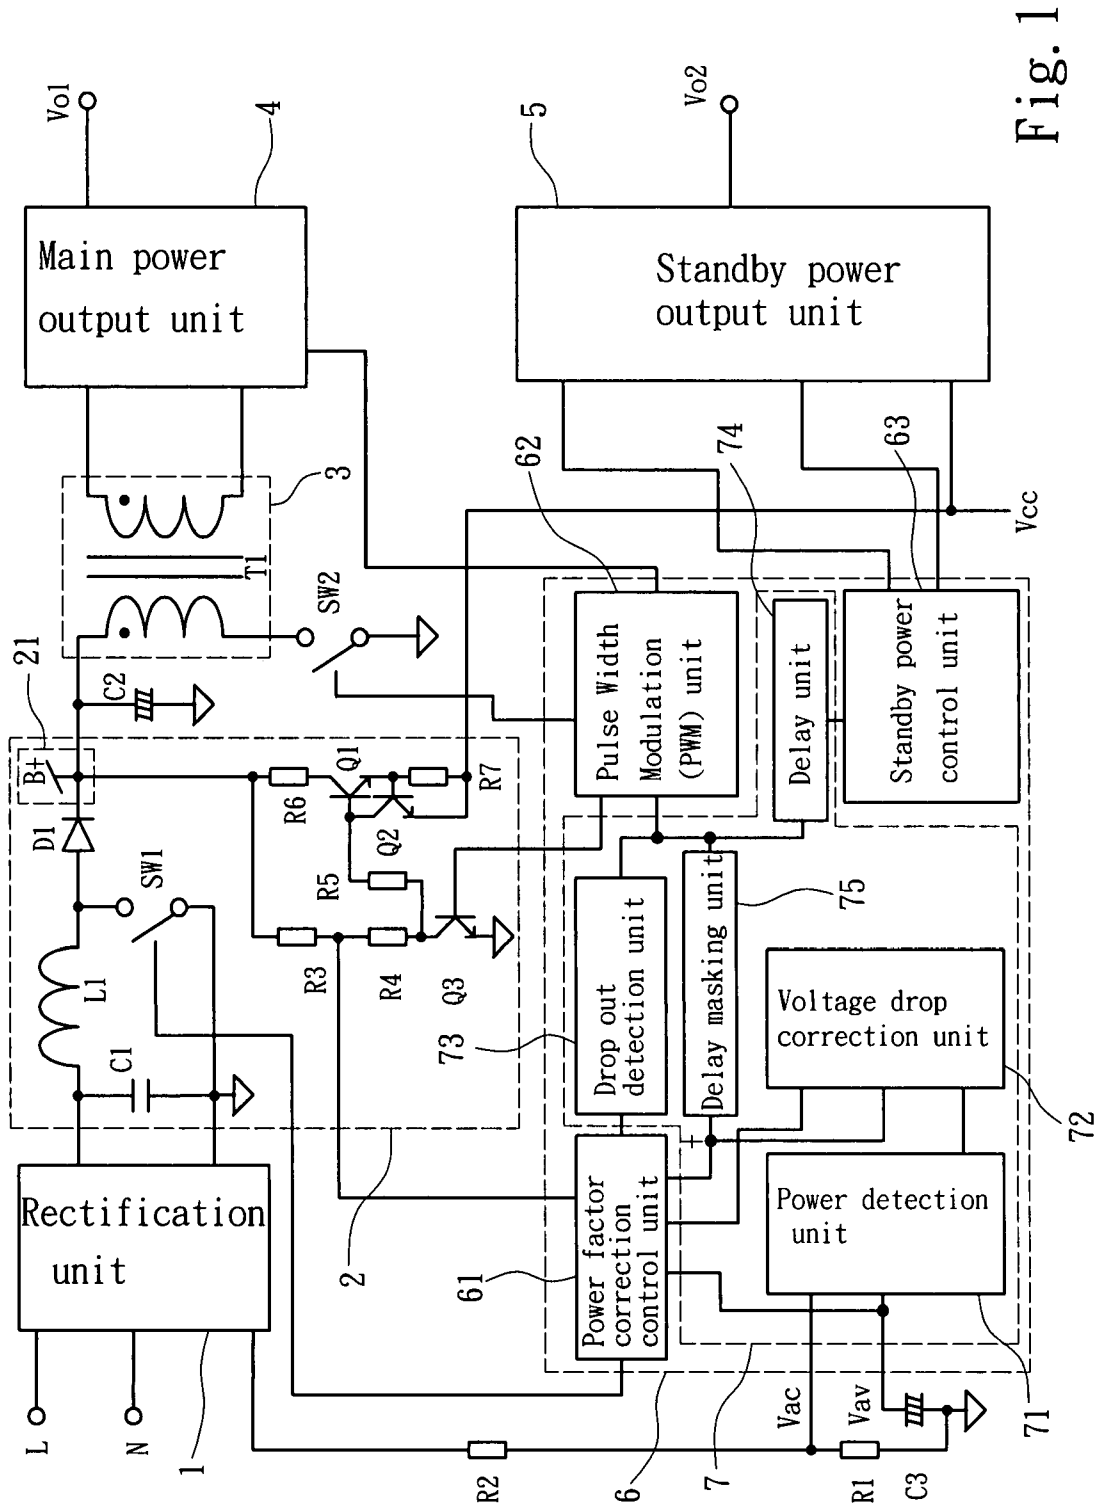 L
N
1
Rectification
unit
2
C1
L1
SW1
D1
B+
21
C2
T1
3
SW2
Main power
output unit
4
Vo1
R3
R4
R5
R6
Q1
Q2
Q3
R7
R2
6
7
61
Power factor
correction
control unit
73
Drop out
detection unit
Delay masking unit
75
+
Pulse Width
Modulation
(PWM) unit
62
Delay unit
74
Standby power
control unit
63
Vcc
Standby power
output unit
5
Vo2
Voltage drop
correction unit
72
Power detection
unit
71
Vac
Vav
R1
C3
Fig. 1